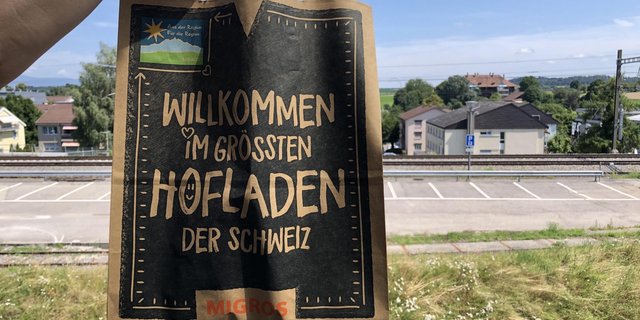 Aus der Region.
Für die Region.
WILLKOMMEN
iM GRÖSSTEN
HOFLADEN
DER SCHWEIZ
MIGROS